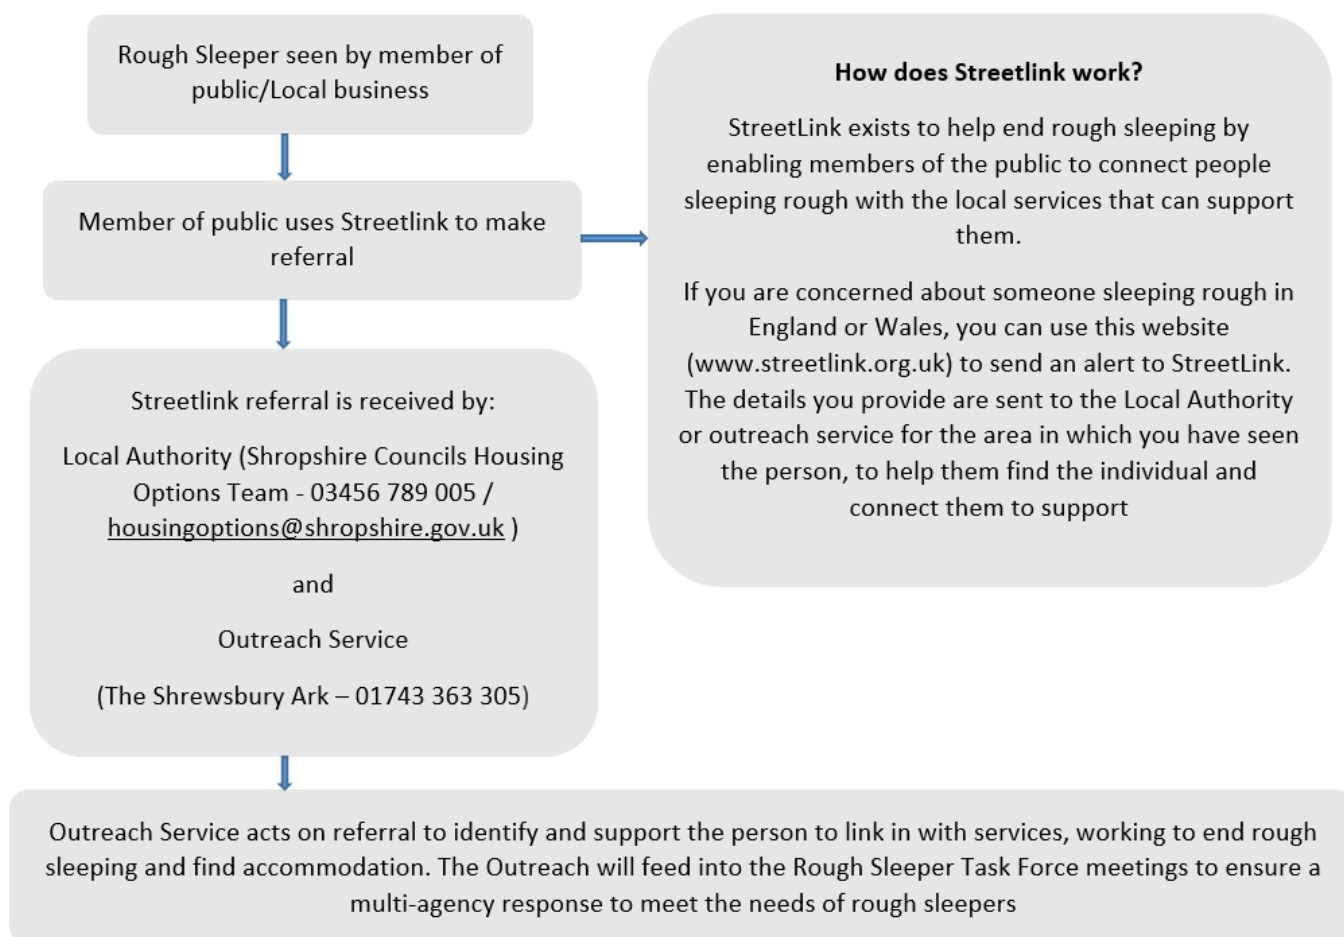 Rough Sleeper seen by member of
public/Local business
Member of public uses Streetlink to make
referral
How does Streetlink work?
StreetLink exists to help end rough sleeping by
enabling members of the public to connect people
sleeping rough with the local services that can support
them.
If you are concerned about someone sleeping rough in
England or Wales, you can use this website
(www.streetlink.org.uk) to send an alert to StreetLink.
The details you provide are sent to the Local Authority
or outreach service for the area in which you have seen
the person, to help them find the individual and
connect them to support
Streetlink referral is received by:
Local Authority (Shropshire Councils Housing
Options Team - 03456 789 005 /
housingoptions@shropshire.gov.uk )
and
Outreach Service
(The Shrewsbury Ark – 01743 363 305)
Outreach Service acts on referral to identify and support the person to link in with services, working to end rough
sleeping and find accommodation. The Outreach will feed into the Rough Sleeper Task Force meetings to ensure a
multi-agency response to meet the needs of rough sleepers